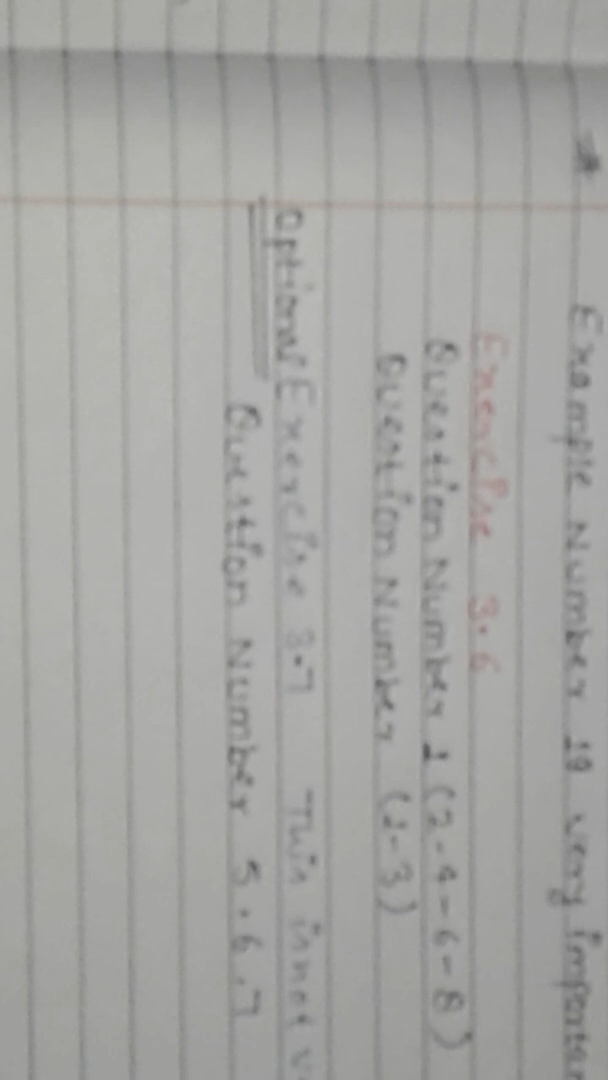 Example Number 19 very importan
Exercise 3.6
Question Number 1 (2-4-6-8)
Question Number (2-3)
Optional Exercise 3.7 This is not v
Question Number 5.6.7